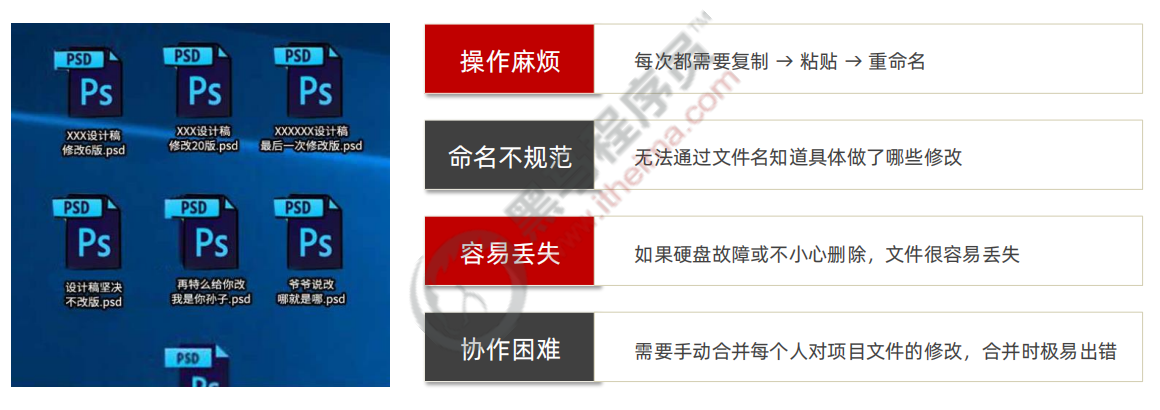 PSD
Ps
XXX设计稿
修改6版.psd
PSD
Ps
XXX设计稿
修改20版.psd
PSD
Ps
XXXXXX设计稿
最后一次修改版.psd
PSD
Ps
设计稿坚决
不改版.psd
PSD
Ps
再特么给你改
我是你孙子.psd
PSD
Ps
爷爷说改
哪就是哪.psd
PSD
操作麻烦
每次都需要复制 → 粘贴 → 重命名
命名不规范
无法通过文件名知道具体做了哪些修改
容易丢失
如果硬盘故障或不小心删除，文件很容易丢失
协作困难
需要手动合并每个人对项目文件的修改，合并时极易出错
黑马程序员™
www.itheima.com